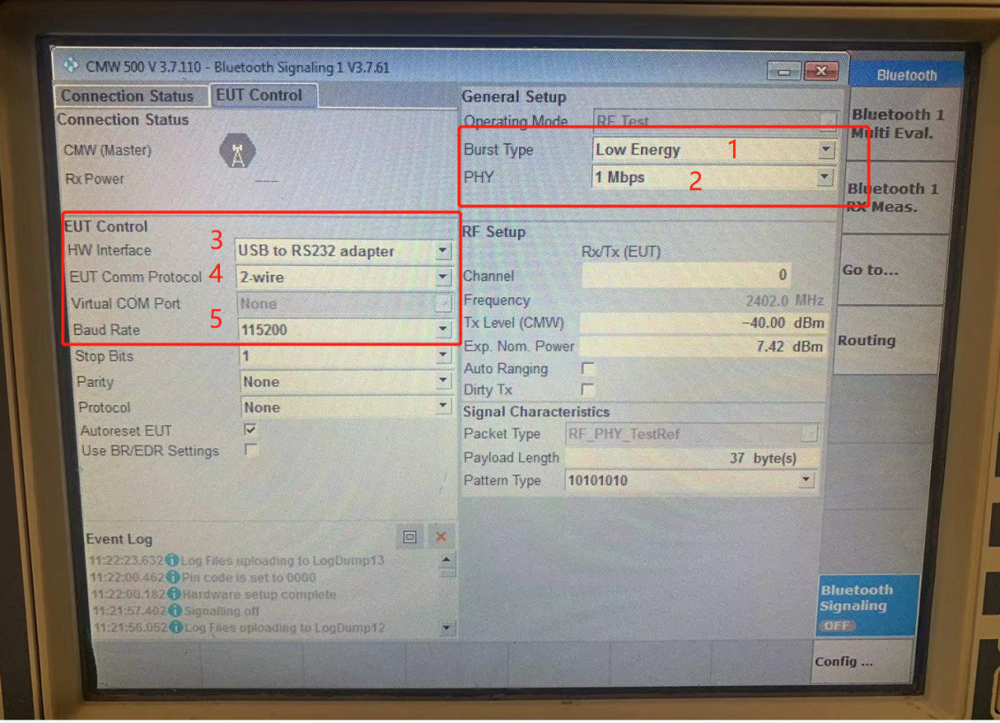 CMW 500 V 3.7.110 - Bluetooth Signaling 1 V3.7.61
Bluetooth
Connection Status
EUT Control
Connection Status
CMW (Master)
Rx Power
EUT Control
HW Interface 3 USB to RS232 adapter
EUT Comm Protocol 4 2-wire
Virtual COM Port None
Baud Rate 5 115200
Stop Bits 1
Parity None
Protocol None
Autoreset EUT
Use BR/EDR Settings
Event Log
11:22:23.632 Log Files uploading to LogDump13
11:22:00.462 Pin code is set to 0000
11:22:00.182 Hardware setup complete
11:21:57.402 Signalling off
11:21:56.052 Log Files uploading to LogDump12
General Setup
Operating Mode RF Test
Burst Type Low Energy 1
PHY 1 Mbps 2
RF Setup
Rx/Tx (EUT)
Channel 0
Frequency 2402.0 MHz
Tx Level (CMW) −40.00 dBm
Exp. Nom. Power 7.42 dBm
Auto Ranging
Dirty Tx
Signal Characteristics
Packet Type RF_PHY_TestRef
Payload Length 37 byte(s)
Pattern Type 10101010
Bluetooth 1
Multi Eval.
Bluetooth 1
RX Meas.
Go to...
Routing
Bluetooth
Signaling
OFF
Config ...